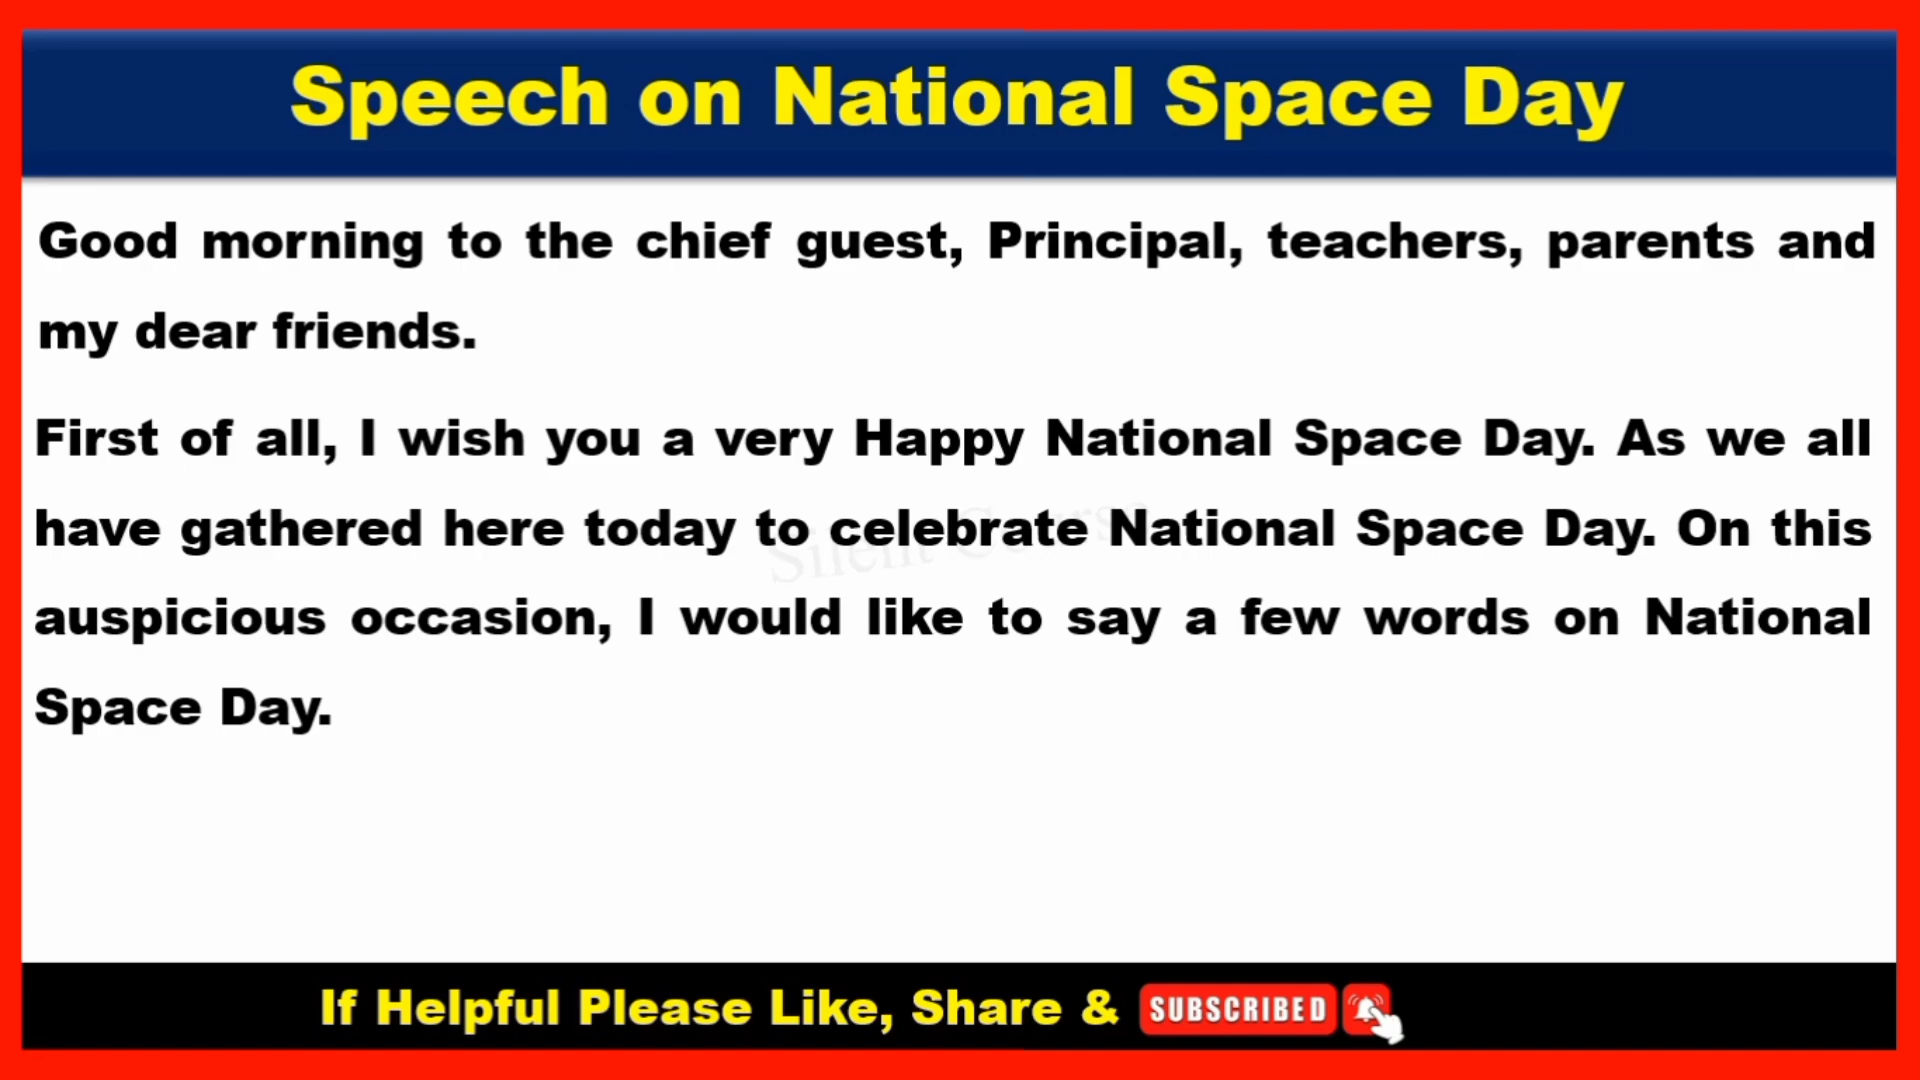 Speech on National Space Day
Good morning to the chief guest, Principal, teachers, parents and
my dear friends.
First of all, I wish you a very Happy National Space Day. As we all
have gathered here today to celebrate National Space Day. On this
Silent Course
auspicious occasion, I would like to say a few words on National
Space Day.
If Helpful Please Like, Share & SUBSCRIBED